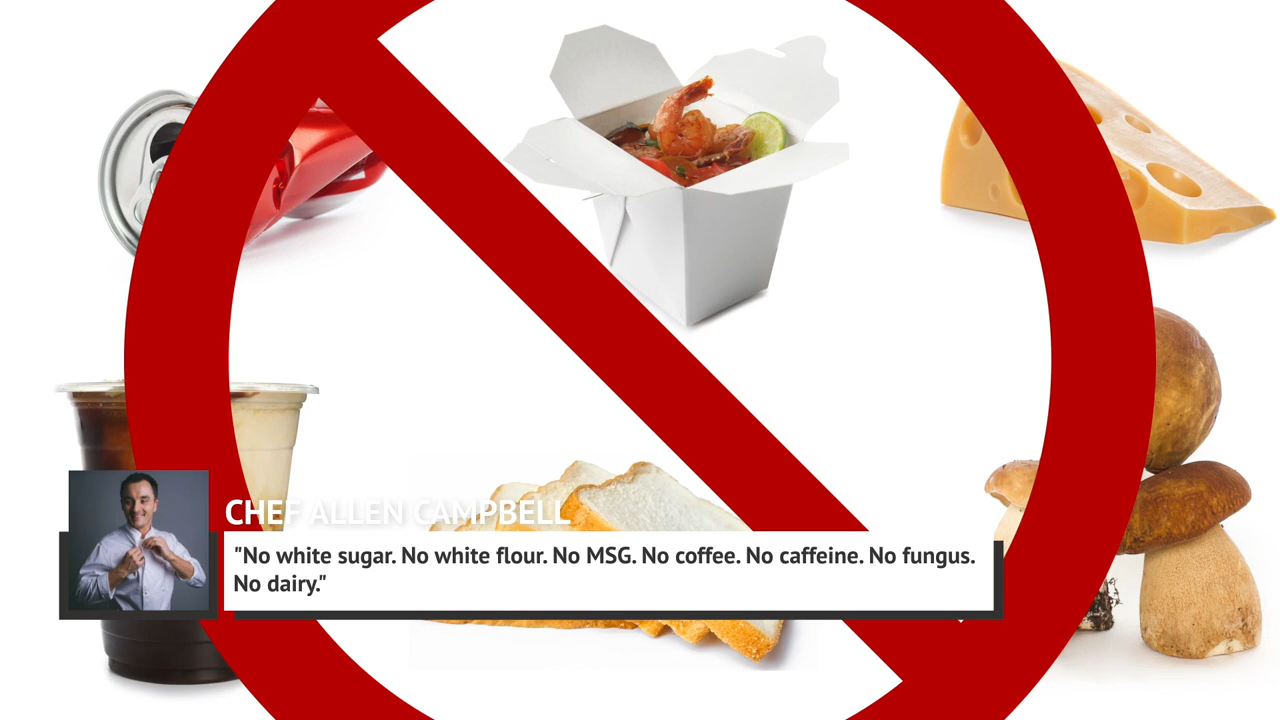 CHEF ALLEN CAMPBELL
"No white sugar. No white flour. No MSG. No coffee. No caffeine. No fungus.
No dairy."